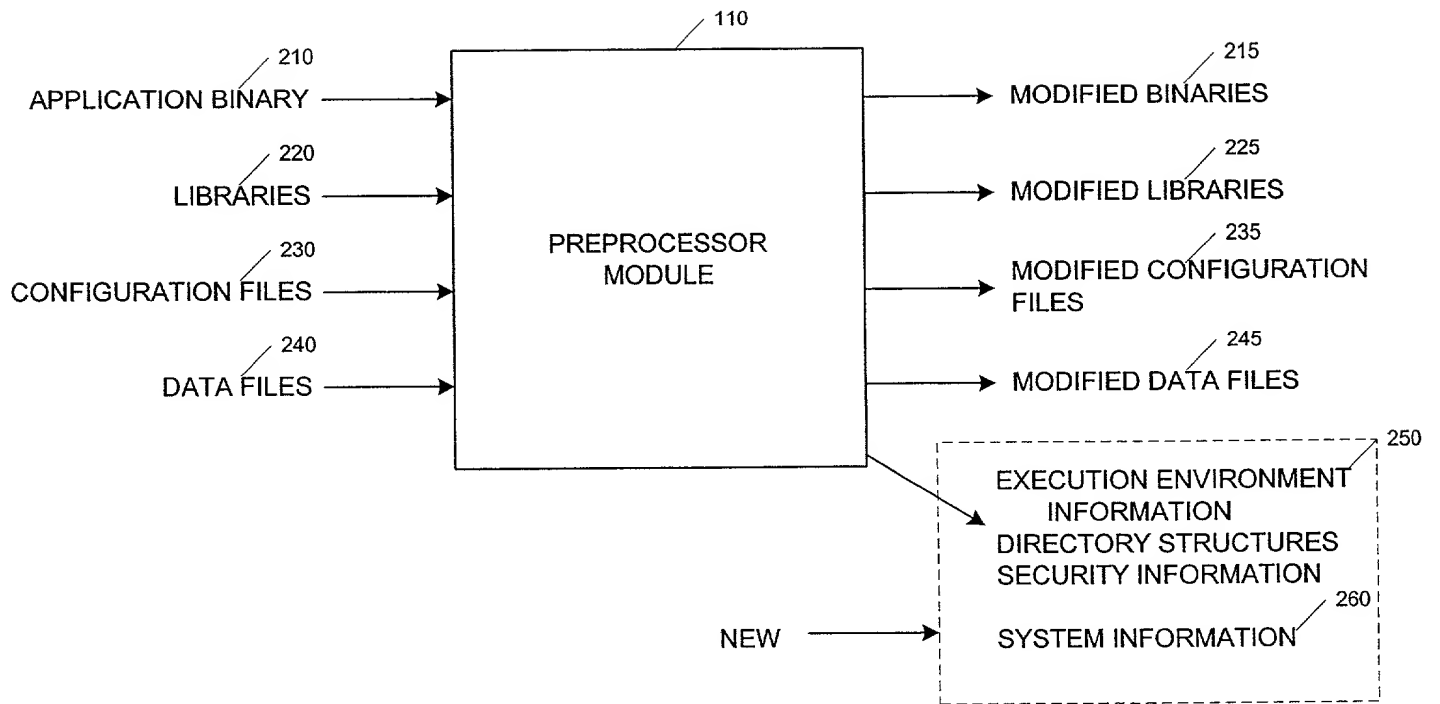 110
210
APPLICATION BINARY
220
LIBRARIES
230
CONFIGURATION FILES
240
DATA FILES
PREPROCESSOR
MODULE
215
MODIFIED BINARIES
225
MODIFIED LIBRARIES
235
MODIFIED CONFIGURATION
FILES
245
MODIFIED DATA FILES
250
EXECUTION ENVIRONMENT
INFORMATION
DIRECTORY STRUCTURES
SECURITY INFORMATION
260
NEW
SYSTEM INFORMATION